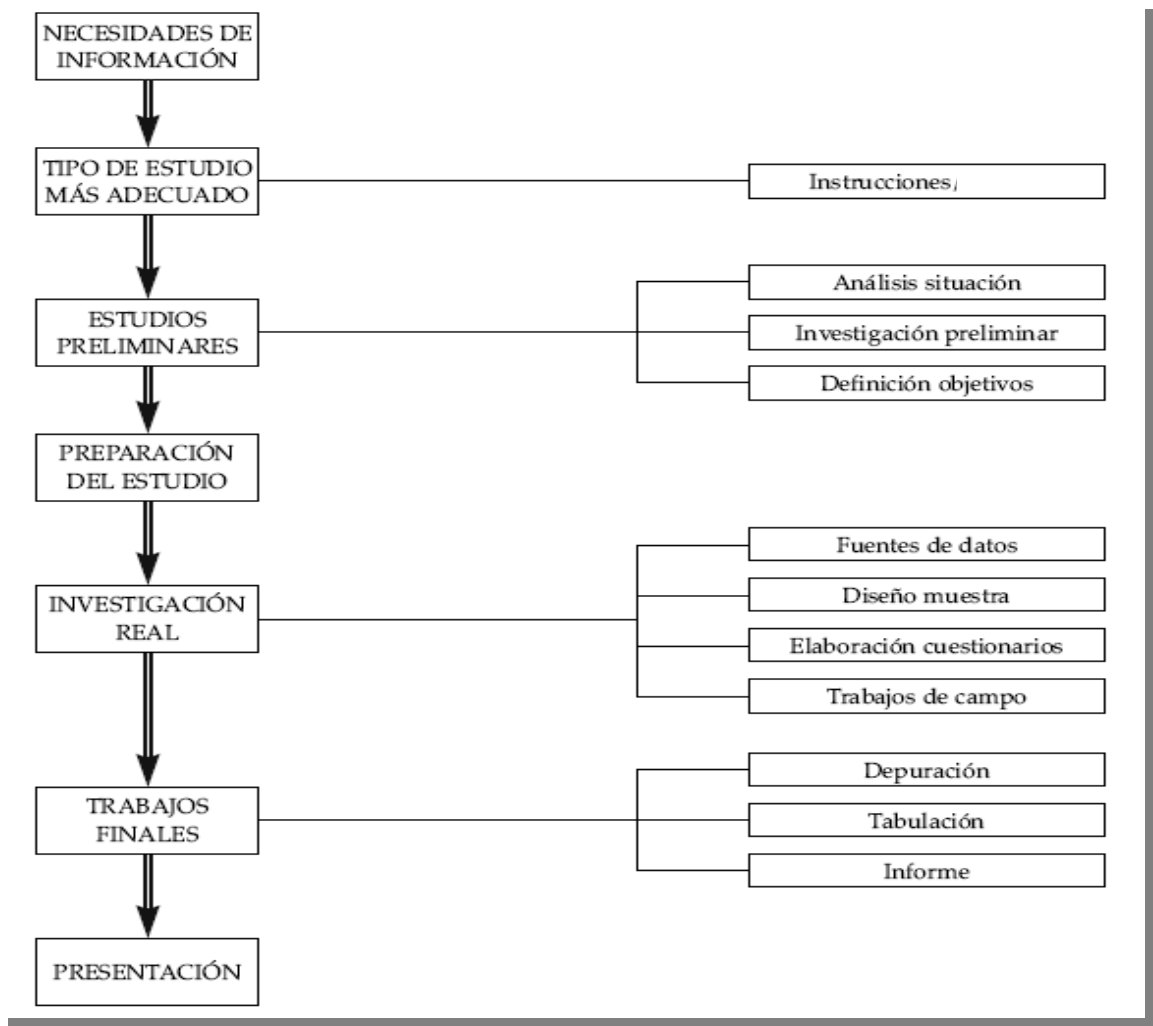 NECESIDADES DE
INFORMACIÓN
TIPO DE ESTUDIO
MÁS ADECUADO
Instrucciones/
ESTUDIOS
PRELIMINARES
Análisis situación
Investigación preliminar
Definición objetivos
PREPARACIÓN
DEL ESTUDIO
INVESTIGACIÓN
REAL
Fuentes de datos
Diseño muestra
Elaboración cuestionarios
Trabajos de campo
TRABAJOS
FINALES
Depuración
Tabulación
Informe
PRESENTACIÓN